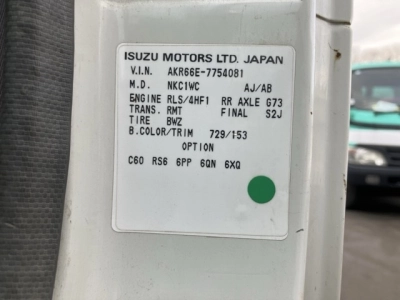 ISUZU MOTORS LTD. JAPAN
V.I.N. AKR66E-7754081
M.D. NKC1WC AJ/AB
ENGINE RLS/4HF1 RR AXLE G73
TRANS. RMT FINAL S2J
TIRE BWZ
B.COLOR/TRIM 729/153
OPTION
C60 RS6 6PP 6QN 6XQ